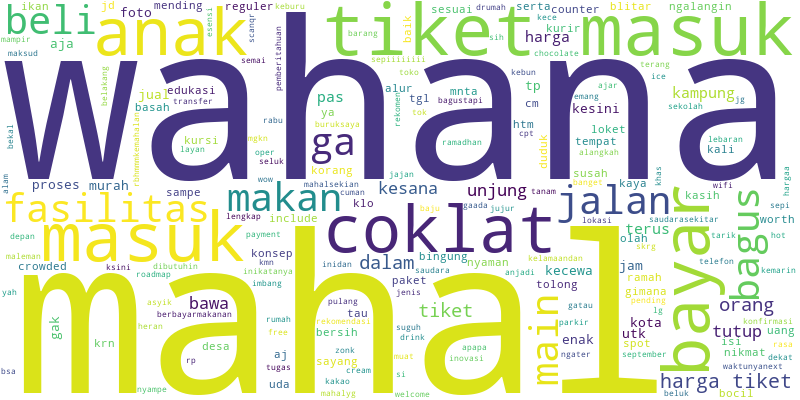 ikan jd foto mending reguler esensi scanqr keburu drumah kece sesuai serta counter blitar ngalangin
beli anak tiket masuk
mampir aja maksud semai pemberitahuan barang sih baik kurir harga terang ice
wahana
belakang jual edukasi transfer basah pas ya alur mnta tgl bagustapi sepiiiiiiii toko rekomen tp cm kebun emang ajar kesini kampung sekolah jg
bekal kursi layan rabu mgkn rbhnwnkemahalan oper seluk ga korang buruksaya tok ramadhan htm cpt duduk loket tempat alangkah lebaran kali
alam proses murah sampe wow mahalsekian makan cuman jajan kesana unjung tanam susah banget kaya khas kasih wifi hargaa sepi
fasilitas lengkap include klo baju gaada jujur jalan lokasi saudarasekitar bayar bagus worth
masuk coklat
depan maleman crowded ksini dibutuhin konsep kmn payment inikatanya inidan dalam saudara bingung nyaman kelamaandan kecewa olah terus skrg tarik hot telefon kemarin
yah roadmap asyik bawa imbang anjadi paket jenis tolong jam ramah gimana pending
mahal
gak krn heran berbayarmakanan desa rumah free bersih pulang tau rekomendasi tiket suguh drink main gatau parkir kota utk lg spot orang tutup konfirmasi uang
bsa nyampe rp aj tugas uda sayang zonk kakao mahalyg cream muat si apapa inovasi welcome enak ngater september isi nikmat rasa dekat waktunyanext
harga tiket beluk bocil
chocolate